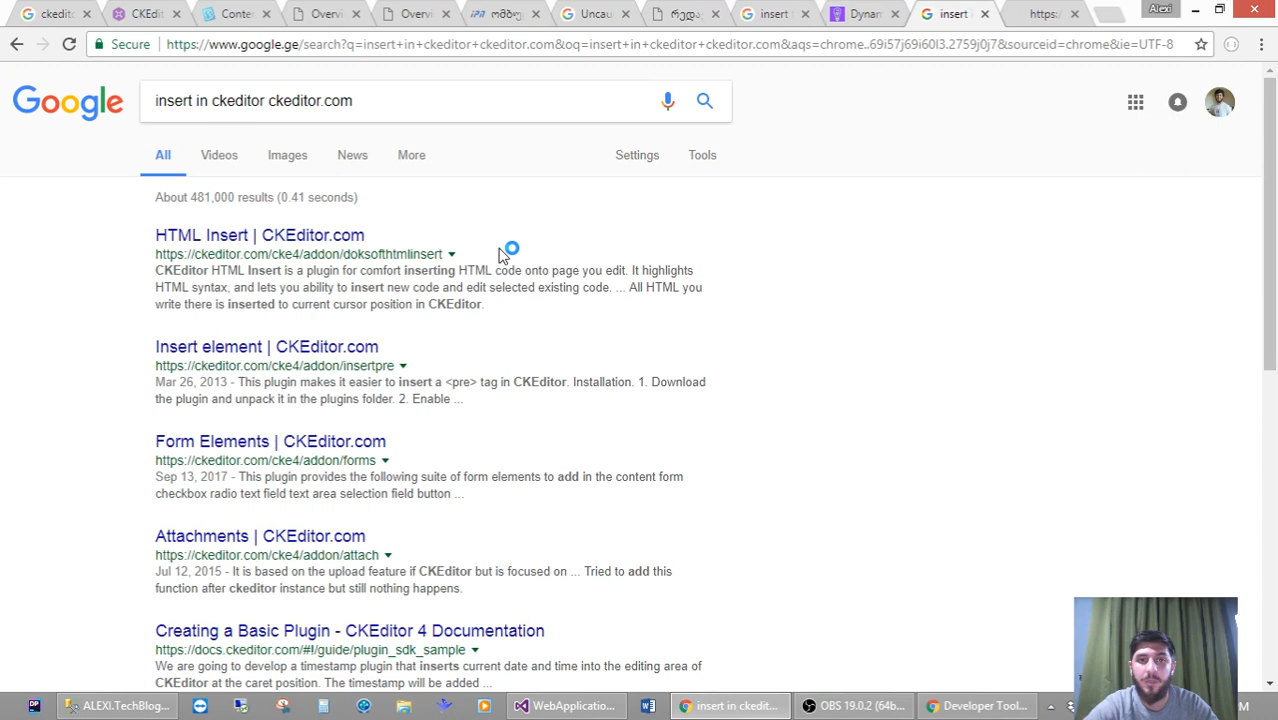 ckedito
CKEdit
Conter
Overvi
Overvi
იPჲ
Uncau
რედაქ
insert i
Dynan
insert i
https:/
Alexi
Secure
https://www.google.ge/search?q=insert+in+ckeditor+ckeditor.com&oq=insert+in+ckeditor+ckeditor.com&aqs=chrome..69i57j69i60l3.2759j0j7&sourceid=chrome&ie=UTF-8
Google
insert in ckeditor ckeditor.com
All
Videos
Images
News
More
Settings
Tools
About 481,000 results (0.41 seconds)
HTML Insert | CKEditor.com
https://ckeditor.com/cke4/addon/doksofthtmlinsert
CKEditor HTML Insert is a plugin for comfort inserting HTML code onto page you edit. It highlights
HTML syntax, and lets you ability to insert new code and edit selected existing code. ... All HTML you
write there is inserted to current cursor position in CKEditor.
Insert element | CKEditor.com
https://ckeditor.com/cke4/addon/insertpre
Mar 26, 2013 - This plugin makes it easier to insert a <pre> tag in CKEditor. Installation. 1. Download
the plugin and unpack it in the plugins folder. 2. Enable ...
Form Elements | CKEditor.com
https://ckeditor.com/cke4/addon/forms
Sep 13, 2017 - This plugin provides the following suite of form elements to add in the content form
checkbox radio text field text area selection field button ...
Attachments | CKEditor.com
https://ckeditor.com/cke4/addon/attach
Jul 12, 2015 - It is based on the upload feature if CKEditor but is focused on ... Tried to add this
function after ckeditor instance but still nothing happens.
Creating a Basic Plugin - CKEditor 4 Documentation
https://docs.ckeditor.com/#!/guide/plugin_sdk_sample
We are going to develop a timestamp plugin that inserts current date and time into the editing area of
CKEditor at the caret position. The timestamp will be added ...
ALEXI.TechBlog...
WebApplicatio...
insert in ckedit...
OBS 19.0.2 (64b...
Developer Tool...
M